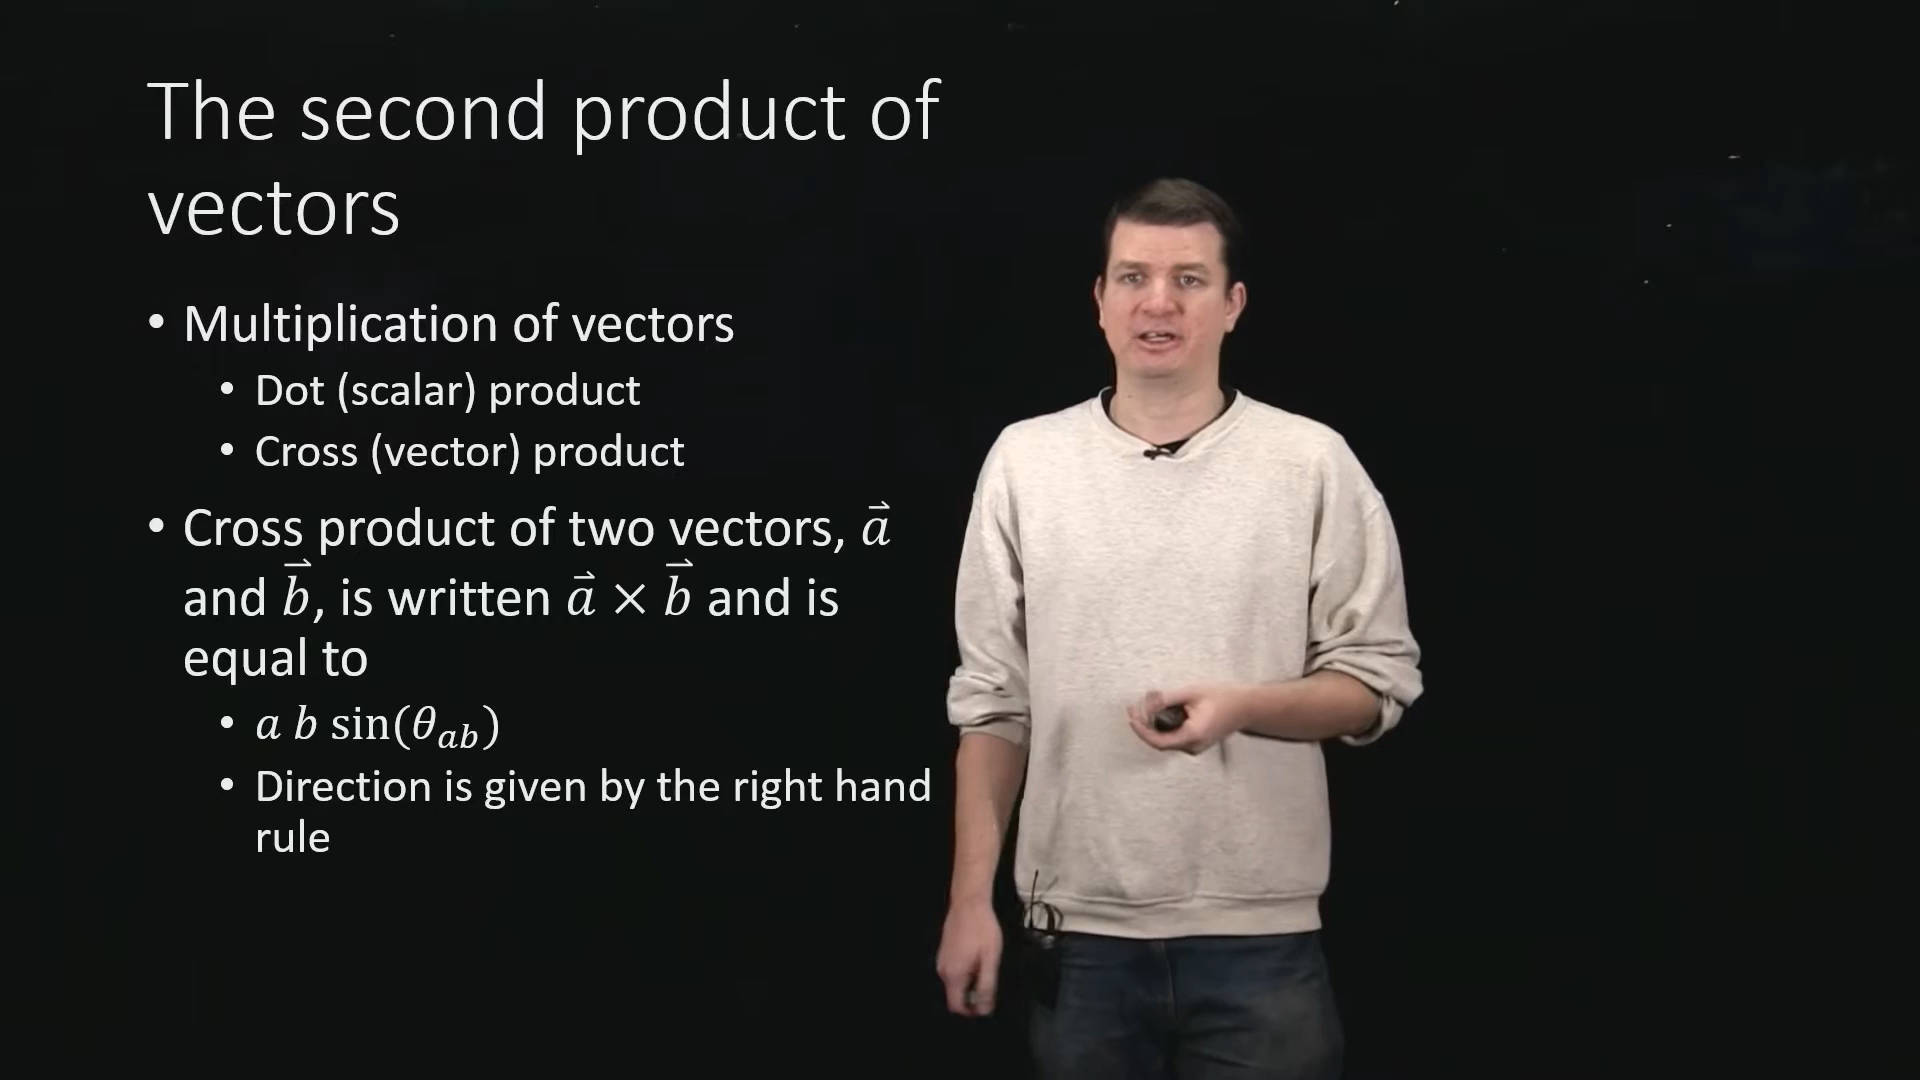 The second product of
vectors
• Multiplication of vectors
• Dot (scalar) product
• Cross (vector) product
• Cross product of two vectors, a⃗
and b⃗, is written a⃗ × b⃗ and is
equal to
• a b sin(θ_ab)
• Direction is given by the right hand
rule